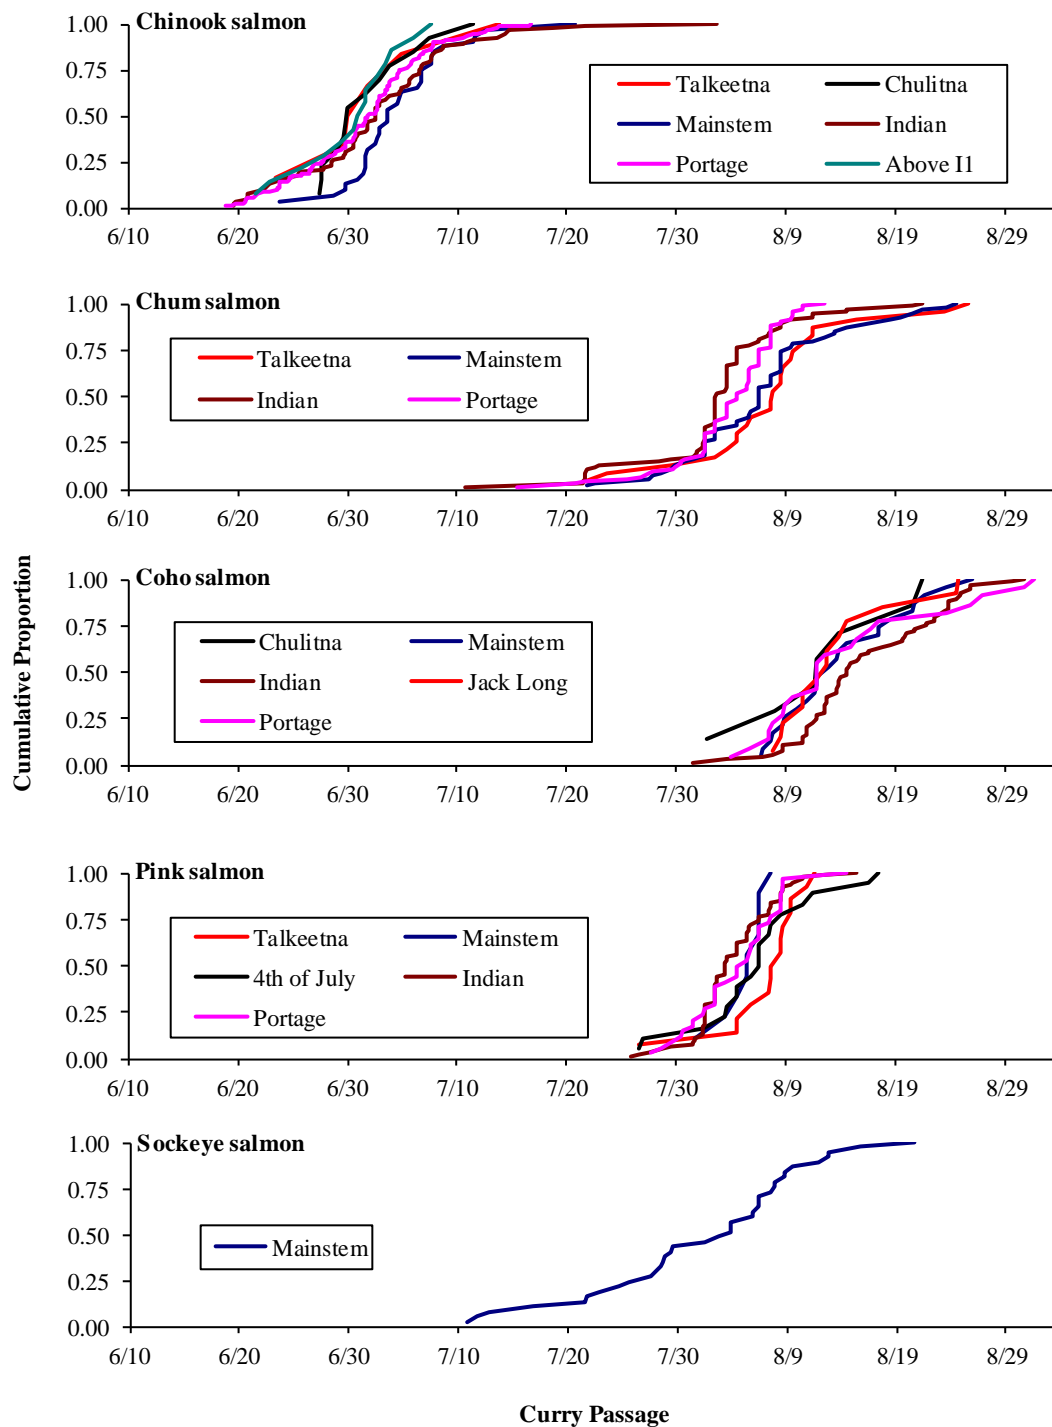 Chinook salmon
1.00
0.75
0.50
0.25
0.00
Talkeetna Chulitna
Mainstem Indian
Portage Above I1
6/10 6/20 6/30 7/10 7/20 7/30 8/9 8/19 8/29
Chum salmon
1.00
0.75
0.50
0.25
0.00
Talkeetna Mainstem
Indian Portage
6/10 6/20 6/30 7/10 7/20 7/30 8/9 8/19 8/29
Cumulative Proportion
Coho salmon
1.00
0.75
0.50
0.25
0.00
Chulitna Mainstem
Indian Jack Long
Portage
6/10 6/20 6/30 7/10 7/20 7/30 8/9 8/19 8/29
Pink salmon
1.00
0.75
0.50
0.25
0.00
Talkeetna Mainstem
4th of July Indian
Portage
6/10 6/20 6/30 7/10 7/20 7/30 8/9 8/19 8/29
Sockeye salmon
1.00
0.75
0.50
0.25
0.00
Mainstem
6/10 6/20 6/30 7/10 7/20 7/30 8/9 8/19 8/29
Curry Passage